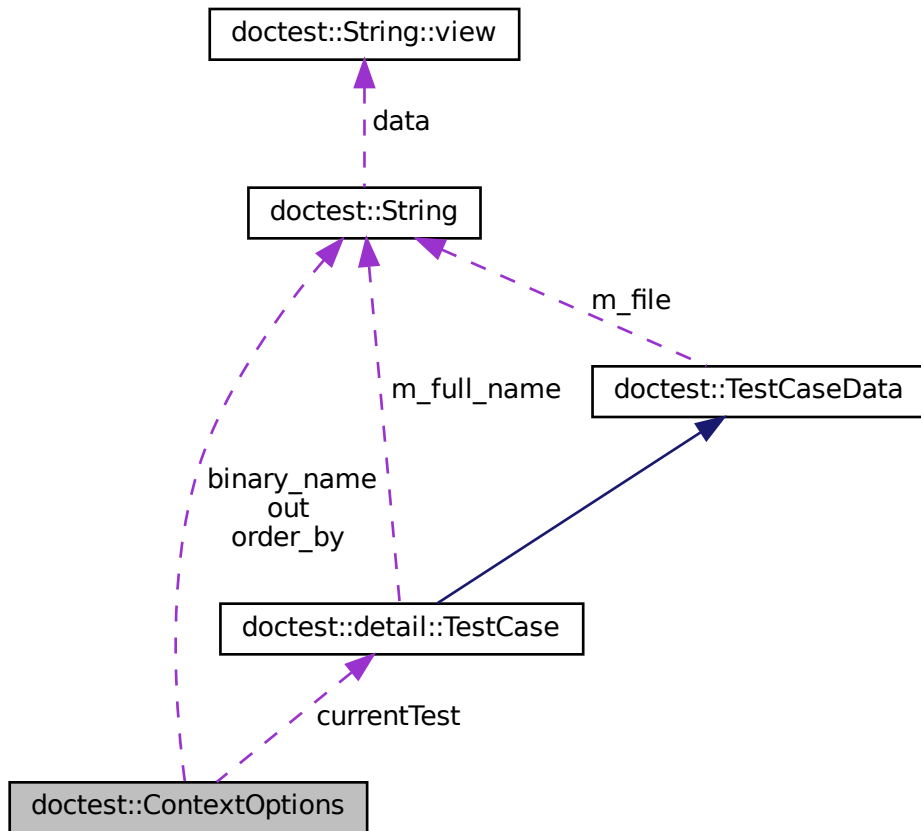 doctest::String::view
data
doctest::String
m_file
doctest::TestCaseData
m_full_name
binary_name
out
order_by
doctest::detail::TestCase
currentTest
doctest::ContextOptions